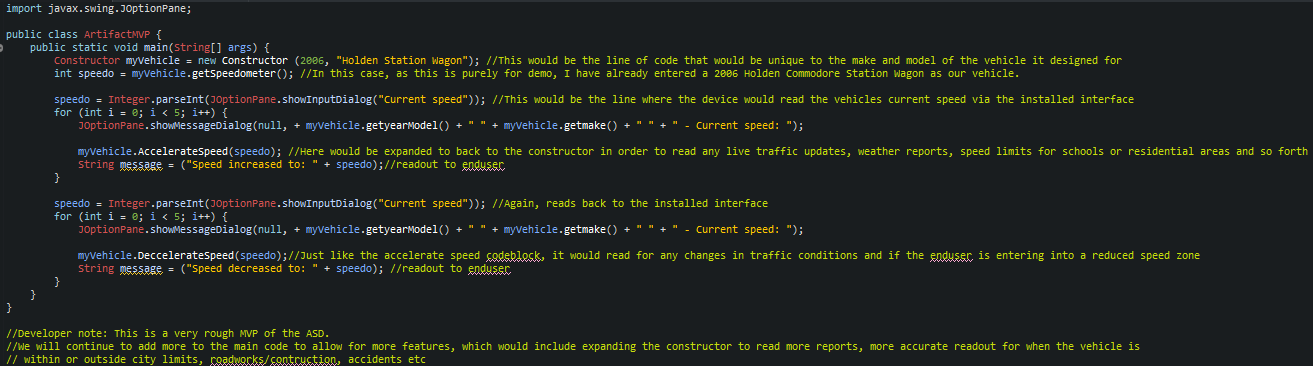 import javax.swing.JOptionPane;
public class ArtifactMVP {
public static void main(String[] args) {
Constructor myVehicle = new Constructor (2006, "Holden Station Wagon"); //This would be the line of code that would be unique to the make and model of the vehicle it designed for
int speedo = myVehicle.getSpeedometer(); //In this case, as this is purely for demo, I have already entered a 2006 Holden Commodore Station Wagon as our vehicle.
speedo = Integer.parseInt(JOptionPane.showInputDialog("Current speed")); //This would be the line where the device would read the vehicles current speed via the installed interface
for (int i = 0; i < 5; i++) {
JOptionPane.showMessageDialog(null, + myVehicle.getyearModel() + " " + myVehicle.getmake() + " " + " - Current speed: ");
myVehicle.AccelerateSpeed(speedo); //Here would be expanded to back to the constructor in order to read any live traffic updates, weather reports, speed limits for schools or residential areas and so forth
String message = ("Speed increased to: " + speedo);//readout to enduser
}
speedo = Integer.parseInt(JOptionPane.showInputDialog("Current speed")); //Again, reads back to the installed interface
for (int i = 0; i < 5; i++) {
JOptionPane.showMessageDialog(null, + myVehicle.getyearModel() + " " + myVehicle.getmake() + " " + " - Current speed: ");
myVehicle.DeccelerateSpeed(speedo);//Just like the accelerate speed codeblock, it would read for any changes in traffic conditions and if the enduser is entering into a reduced speed zone
String message = ("Speed decreased to: " + speedo); //readout to enduser
}
}
}
//Developer note: This is a very rough MVP of the ASD.
//We will continue to add more to the main code to allow for more features, which would include expanding the constructor to read more reports, more accurate readout for when the vehicle is
// within or outside city limits, roadworks/contruction, accidents etc